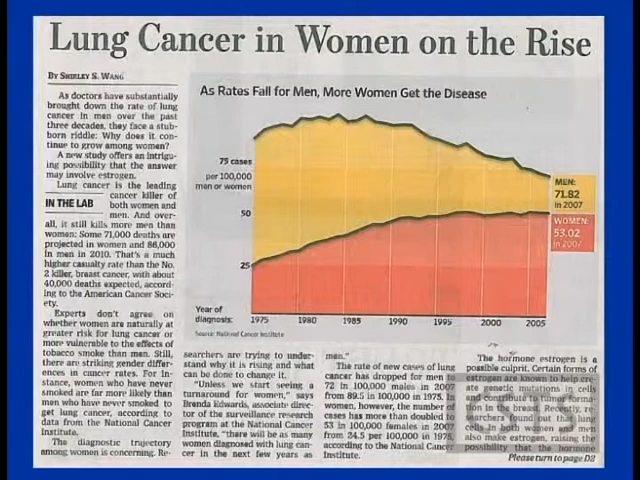 Lung Cancer in Women on the Rise
BY SHIRLEY S. WANG
As doctors have substantially
brought down the rate of lung
cancer in men over the past
three decades, they face a stub-
born riddle: Why does it con-
tinue to grow among women?
A new study offers an intrigu-
ing possibility that the answer
may involve estrogen.
Lung cancer is the leading
cancer killer of
both women and
men. And over-
IN THE LAB
all, it still kills more men than
women: Some 71,000 deaths are
projected in women and 86,000
in men in 2010. That's a much
higher casualty rate than the No.
2 killer, breast cancer, with about
40,000 deaths expected, accord-
ing to the American Cancer Soci-
ety.
Experts don't agree on
whether women are naturally at
greater risk for lung cancer or
more vulnerable to the effects of
tobacco smoke than men. Still,
there are striking gender differ-
ences in cancer rates. For in-
stance, women who have never
smoked are far more likely than
men who have never smoked to
get lung cancer, according to
data from the National Cancer
Institute.
The diagnostic trajectory
among women is concerning. Re-
As Rates Fall for Men, More Women Get the Disease
75 cases
per 100,000
men or women
50
25
MEN:
71.82
in 2007
WOMEN:
53.02
in 2007
Year of
diagnosis:
1975 1980 1985 1990 1995 2000 2005
Source: National Cancer Institute
searchers are trying to under-
stand why it is rising and what
can be done to change it.
"Unless we start seeing a
turnaround for women," says
Brenda Edwards, associate direc-
tor of the surveillance research
program at the National Cancer
Institute, "there will be as many
women diagnosed with lung can-
cer in the next few years as
men."
The rate of new cases of lung
cancer has dropped for men to
72 in 100,000 males in 2007
from 89.5 in 100,000 in 1975. In
women, however, the number of
cases has more than doubled to
53 in 100,000 females in 2007
from 24.5 per 100,000 in 1975,
according to the National Cancer
Institute.
The hormone estrogen is a
possible culprit. Certain forms of
estrogen are known to help cre-
ate genetic mutations in cells
and contribute to tumor forma-
tion in the breast. Recently, re-
searchers found out that lung
cells in both women and men
also make estrogen, raising the
possibility that the hormone
Please turn to page D2